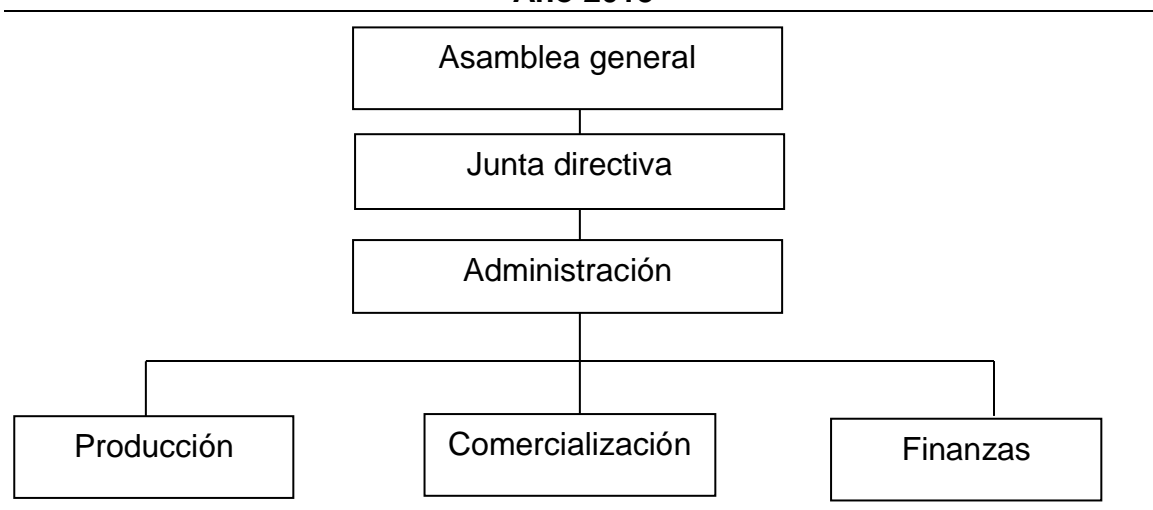 Asamblea general
Junta directiva
Administración
Producción
Comercialización
Finanzas